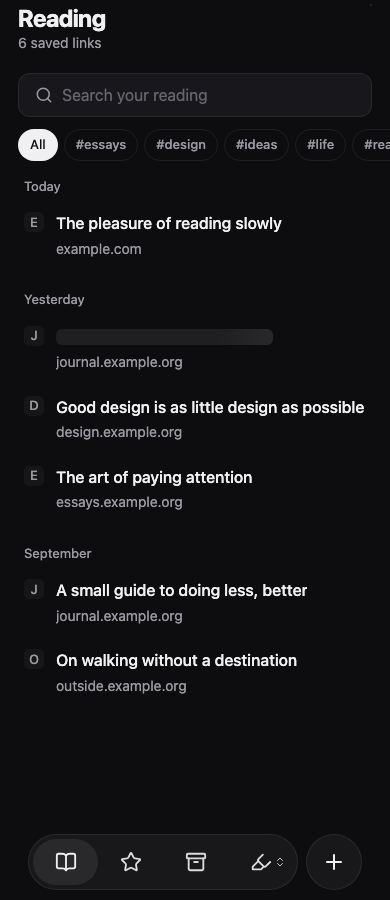 Reading
6 saved links
Search your reading
All #essays #design #ideas #life
Today
E The pleasure of reading slowly
example.com
Yesterday
J
journal.example.org
D Good design is as little design as possible
design.example.org
E The art of paying attention
essays.example.org
September
J A small guide to doing less, better
journal.example.org
O On walking without a destination
outside.example.org